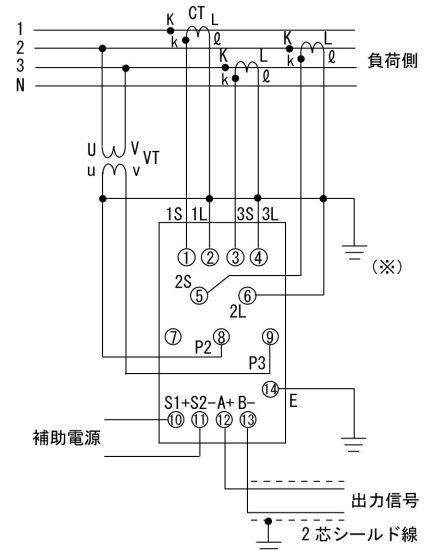 CT
K L
1
k ℓ
K L
2
k ℓ
K L
3
k ℓ
負荷側
N
U V
VT
u v
1S 1L 3S 3L
① ② ③ ④
(※)
2S
⑤ ⑥
2L
⑦ ⑧ ⑨
P2
P3
⑭ E
S1+ S2- A+ B-
⑩ ⑪ ⑫ ⑬
補助電源
出力信号
2芯シールド線